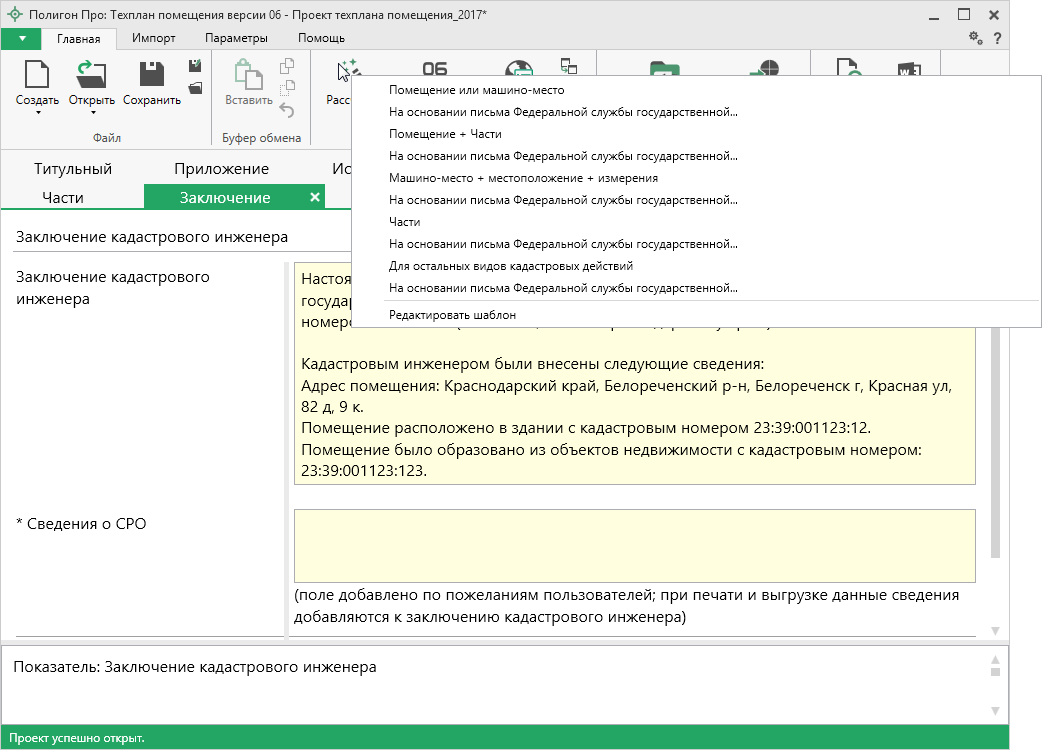 Полигон Про: Техплан помещения версии 06 - Проект техплана помещения_2017*
Главная Импорт Параметры Помощь
?
06
Создать Открыть Сохранить Вставить
Файл Буфер обмена
Помещение или машино-место
На основании письма Федеральной службы государственной...
Помещение + Части
На основании письма Федеральной службы государственной...
Машино-место + местоположение + измерения
На основании письма Федеральной службы государственной...
Части
На основании письма Федеральной службы государственной...
Для остальных видов кадастровых действий
На основании письма Федеральной службы государственной...
Редактировать шаблон
Титульный Приложение
Части Заключение
Заключение кадастрового инженера
Заключение кадастрового
инженера
Кадастровым инженером были внесены следующие сведения:
Адрес помещения: Краснодарский край, Белореченский р-н, Белореченск г, Красная ул,
82 д, 9 к.
Помещение расположено в здании с кадастровым номером 23:39:001123:12.
Помещение было образовано из объектов недвижимости с кадастровым номером:
23:39:001123:123.
* Сведения о СРО
(поле добавлено по пожеланиям пользователей; при печати и выгрузке данные сведения
добавляются к заключению кадастрового инженера)
Показатель: Заключение кадастрового инженера
Проект успешно открыт.